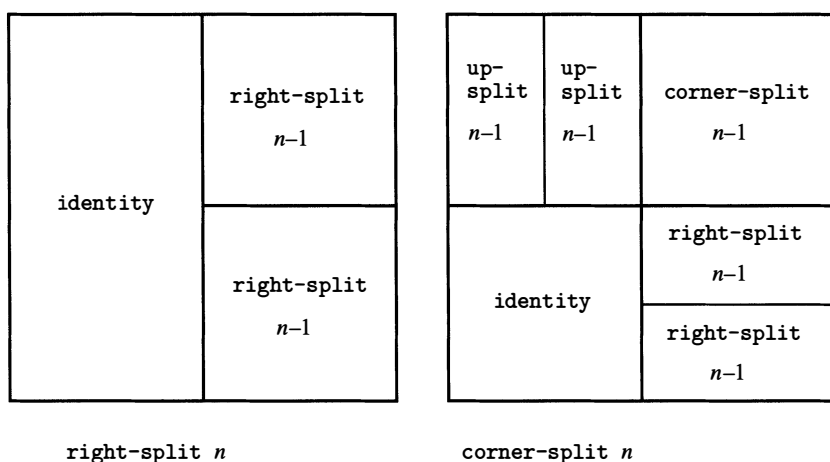 right-split
n–1
identity
right-split
n–1
right-split n
up-
split
n–1
up-
split
n–1
corner-split
n–1
identity
right-split
n–1
right-split
n–1
corner-split n